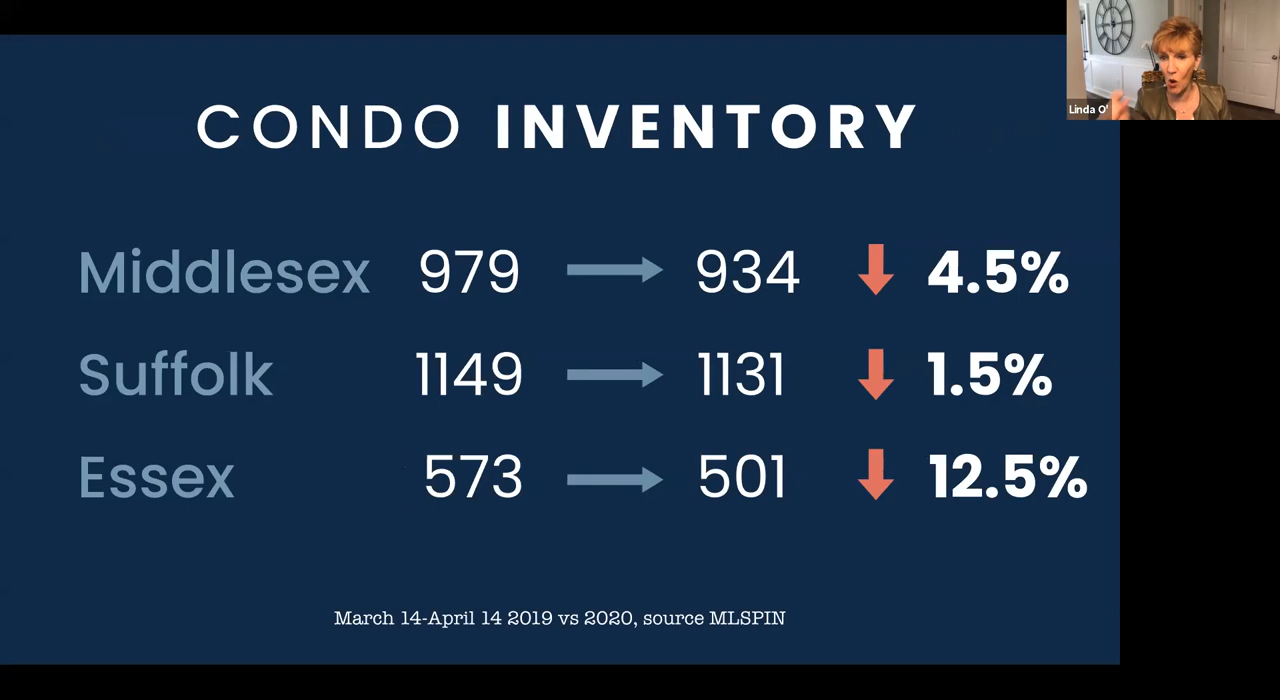 CONDO INVENTORY
Middlesex 979 934 4.5%
Suffolk 1149 1131 1.5%
Essex 573 501 12.5%
March 14-April 14 2019 vs 2020, source MLSPIN
Linda O'